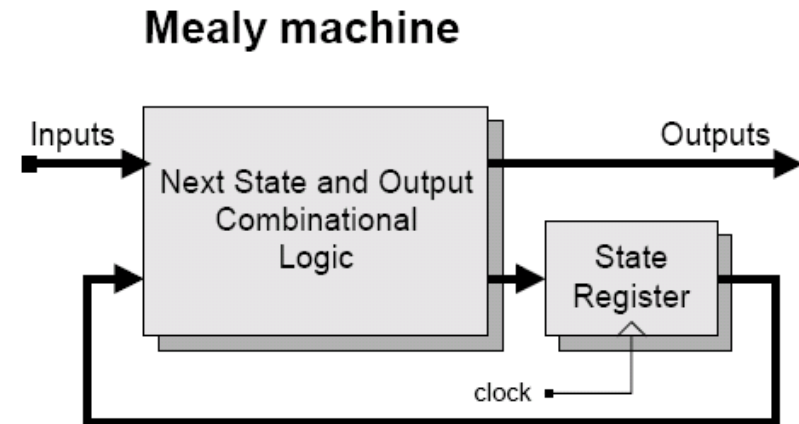 Mealy machine
Inputs
Outputs
Next State and Output
Combinational
Logic
State
Register
clock